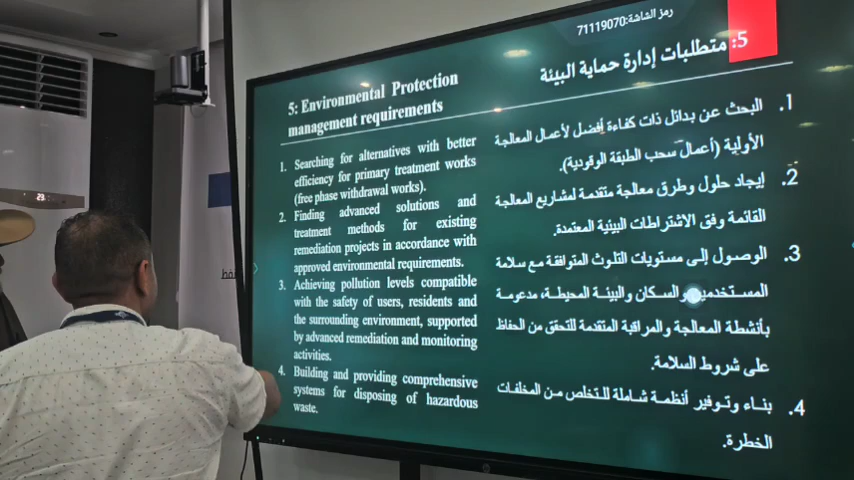 رمز الشاشة:71119070
5: Environmental Protection
management requirements
5: متطلبات إدارة حماية البيئة
1. Searching for alternatives with better
efficiency for primary treatment works
(free phase withdrawal works).
2. Finding advanced solutions and
treatment methods for existing
remediation projects in accordance with
approved environmental requirements.
3. Achieving pollution levels compatible
with the safety of users, residents and
the surrounding environment, supported
by advanced remediation and monitoring
activities.
4. Building and providing comprehensive
systems for disposing of hazardous
waste.
1. البحث عن بدائل ذات كفاءة أفضل لأعمال المعالجة
الأولية (أعمال سحب الطبقة الوقودية).
2. إيجاد حلول وطرق معالجة متقدمة لمشاريع المعالجة
القائمة وفق الاشتراطات البيئية المعتمدة.
3. الوصول إلى مستويات التلوث المتوافقة مع سلامة
المستخدمين والسكان والبيئة المحيطة، مدعومة
بأنشطة المعالجة والمراقبة المتقدمة للتحقق من الحفاظ
على شروط السلامة.
4. بناء وتوفير أنظمة شاملة للتخلص من المخلفات
الخطرة.